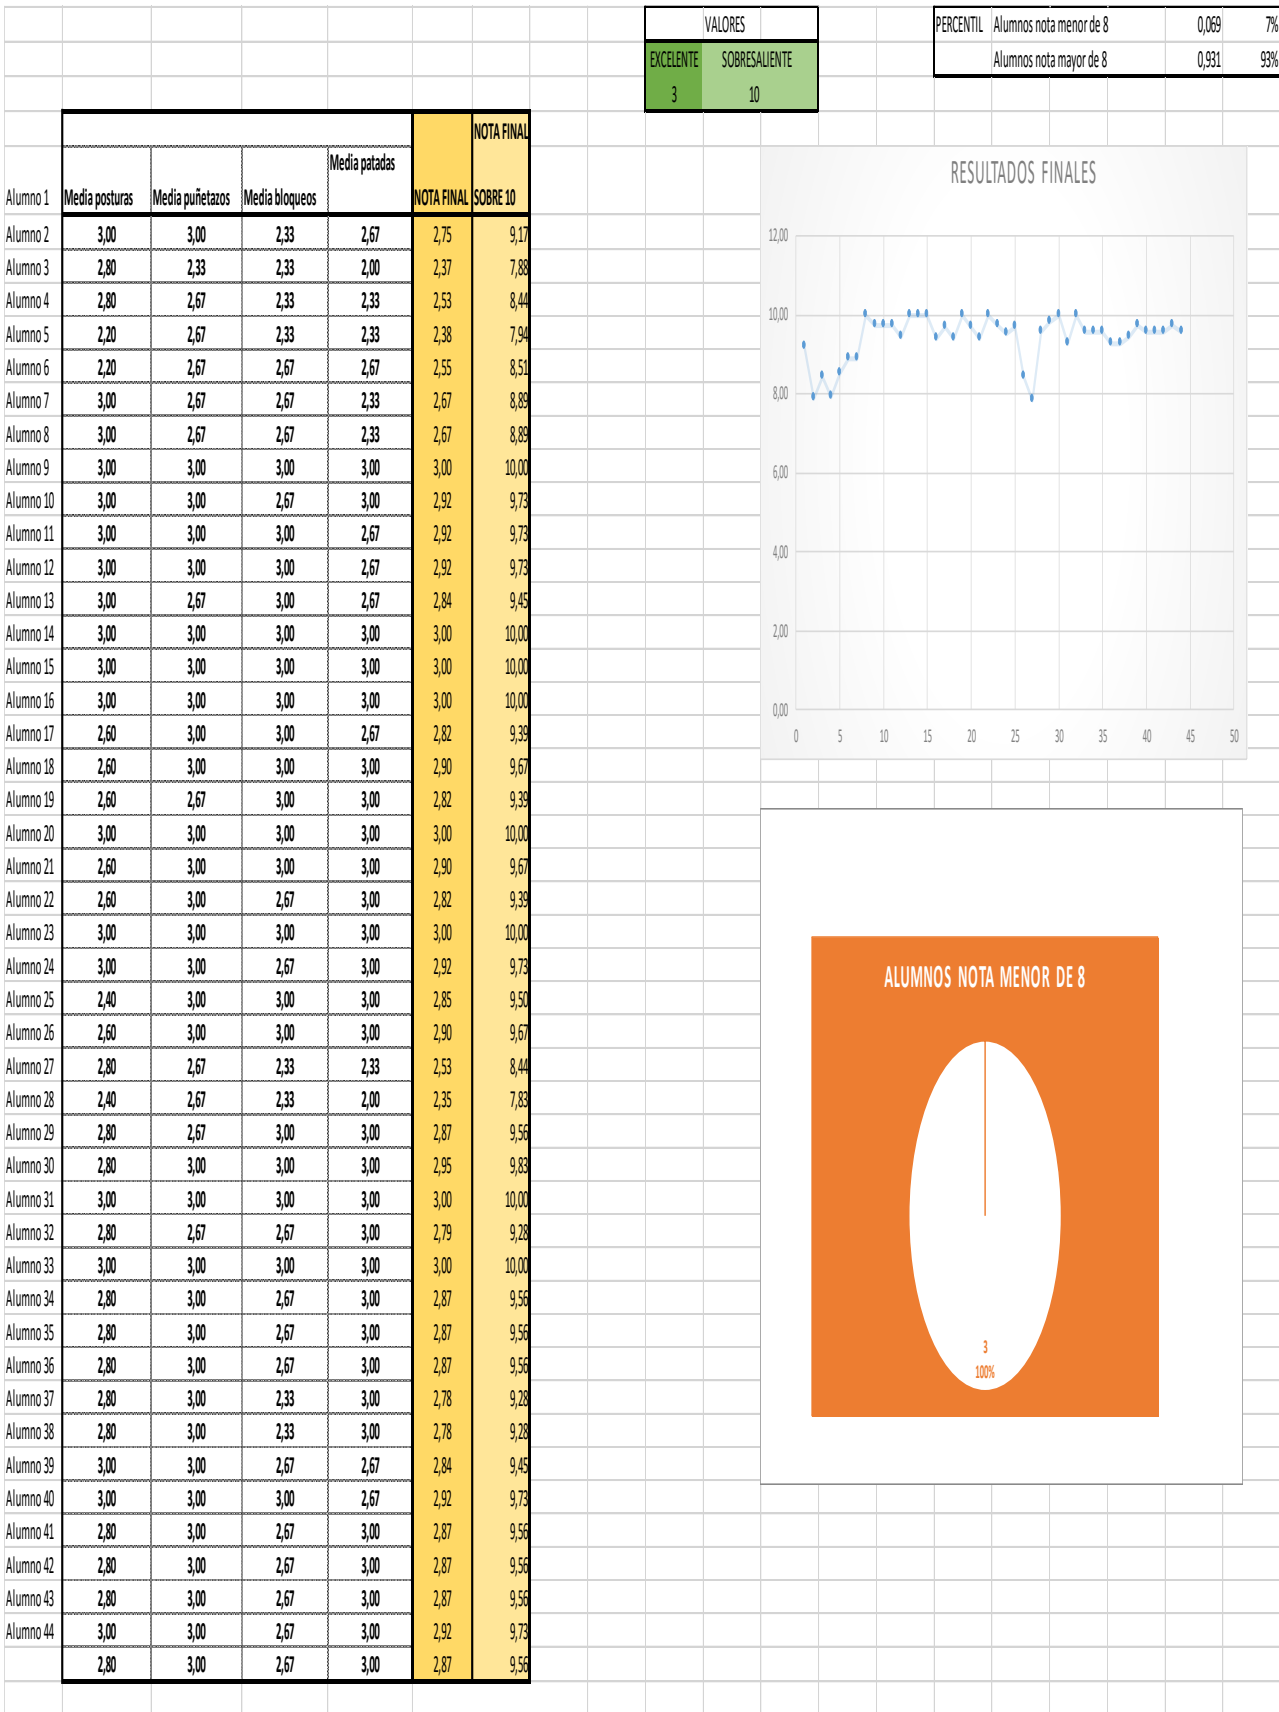 VALORES
EXCELENTE SOBRESALIENTE
3 10
PERCENTIL Alumnos nota menor de 8 0,069 7%
Alumnos nota mayor de 8 0,931 93%
NOTA FINAL
Media patadas
Alumno 1 Media posturas Media puñetazos Media bloqueos NOTA FINAL SOBRE 10
Alumno 2 3,00 3,00 2,33 2,67 2,75 9,17
Alumno 3 2,80 2,33 2,33 2,00 2,37 7,88
Alumno 4 2,80 2,67 2,33 2,33 2,53 8,44
Alumno 5 2,20 2,67 2,33 2,33 2,38 7,94
Alumno 6 2,20 2,67 2,67 2,67 2,55 8,51
Alumno 7 3,00 2,67 2,67 2,33 2,67 8,89
Alumno 8 3,00 2,67 2,67 2,33 2,67 8,89
Alumno 9 3,00 3,00 3,00 3,00 3,00 10,00
Alumno 10 3,00 3,00 2,67 3,00 2,92 9,73
Alumno 11 3,00 3,00 3,00 2,67 2,92 9,73
Alumno 12 3,00 3,00 3,00 2,67 2,92 9,73
Alumno 13 3,00 2,67 3,00 2,67 2,84 9,45
Alumno 14 3,00 3,00 3,00 3,00 3,00 10,00
Alumno 15 3,00 3,00 3,00 3,00 3,00 10,00
Alumno 16 3,00 3,00 3,00 3,00 3,00 10,00
Alumno 17 2,60 3,00 3,00 2,67 2,82 9,39
Alumno 18 2,60 3,00 3,00 3,00 2,90 9,67
Alumno 19 2,60 2,67 3,00 3,00 2,82 9,39
Alumno 20 3,00 3,00 3,00 3,00 3,00 10,00
Alumno 21 2,60 3,00 3,00 3,00 2,90 9,67
Alumno 22 2,60 3,00 2,67 3,00 2,82 9,39
Alumno 23 3,00 3,00 3,00 3,00 3,00 10,00
Alumno 24 3,00 3,00 2,67 3,00 2,92 9,73
Alumno 25 2,40 3,00 3,00 3,00 2,85 9,50
Alumno 26 2,60 3,00 3,00 3,00 2,90 9,67
Alumno 27 2,80 2,67 2,33 2,33 2,53 8,44
Alumno 28 2,40 2,67 2,33 2,00 2,35 7,83
Alumno 29 2,80 2,67 3,00 3,00 2,87 9,56
Alumno 30 2,80 3,00 3,00 3,00 2,95 9,83
Alumno 31 3,00 3,00 3,00 3,00 3,00 10,00
Alumno 32 2,80 2,67 2,67 3,00 2,79 9,28
Alumno 33 3,00 3,00 3,00 3,00 3,00 10,00
Alumno 34 2,80 3,00 2,67 3,00 2,87 9,56
Alumno 35 2,80 3,00 2,67 3,00 2,87 9,56
Alumno 36 2,80 3,00 2,67 3,00 2,87 9,56
Alumno 37 2,80 3,00 2,33 3,00 2,78 9,28
Alumno 38 2,80 3,00 2,33 3,00 2,78 9,28
Alumno 39 3,00 3,00 2,67 2,67 2,84 9,45
Alumno 40 3,00 3,00 3,00 2,67 2,92 9,73
Alumno 41 2,80 3,00 2,67 3,00 2,87 9,56
Alumno 42 2,80 3,00 2,67 3,00 2,87 9,56
Alumno 43 2,80 3,00 2,67 3,00 2,87 9,56
Alumno 44 3,00 3,00 2,67 3,00 2,92 9,73
2,80 3,00 2,67 3,00 2,87 9,56
RESULTADOS FINALES
12,00
10,00
8,00
6,00
4,00
2,00
0,00
0 5 10 15 20 25 30 35 40 45 50
ALUMNOS NOTA MENOR DE 8
3
100%